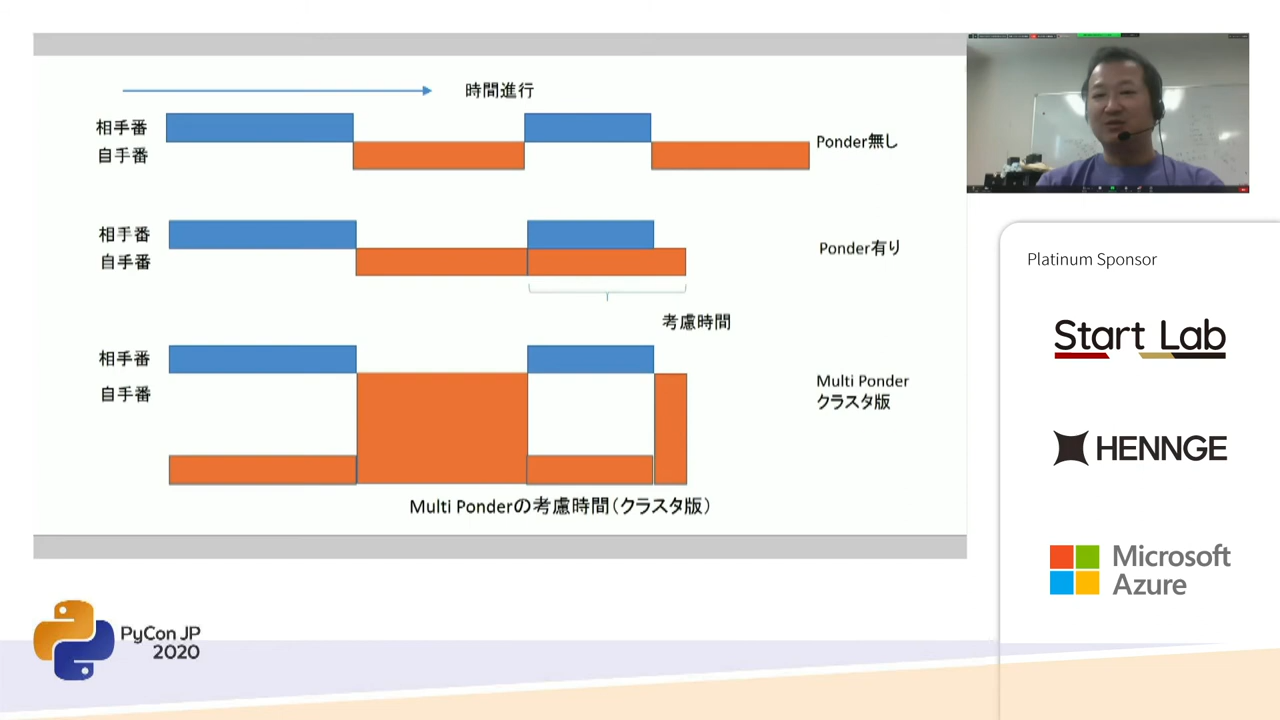 時間進行
相手番
自手番
Ponder無し
相手番
自手番
Ponder有り
考慮時間
相手番
自手番
Multi Ponder
クラスタ版
Multi Ponderの考慮時間（クラスタ版）
Platinum Sponsor
Start Lab
HENNGE
Microsoft
Azure
PyCon JP
2020